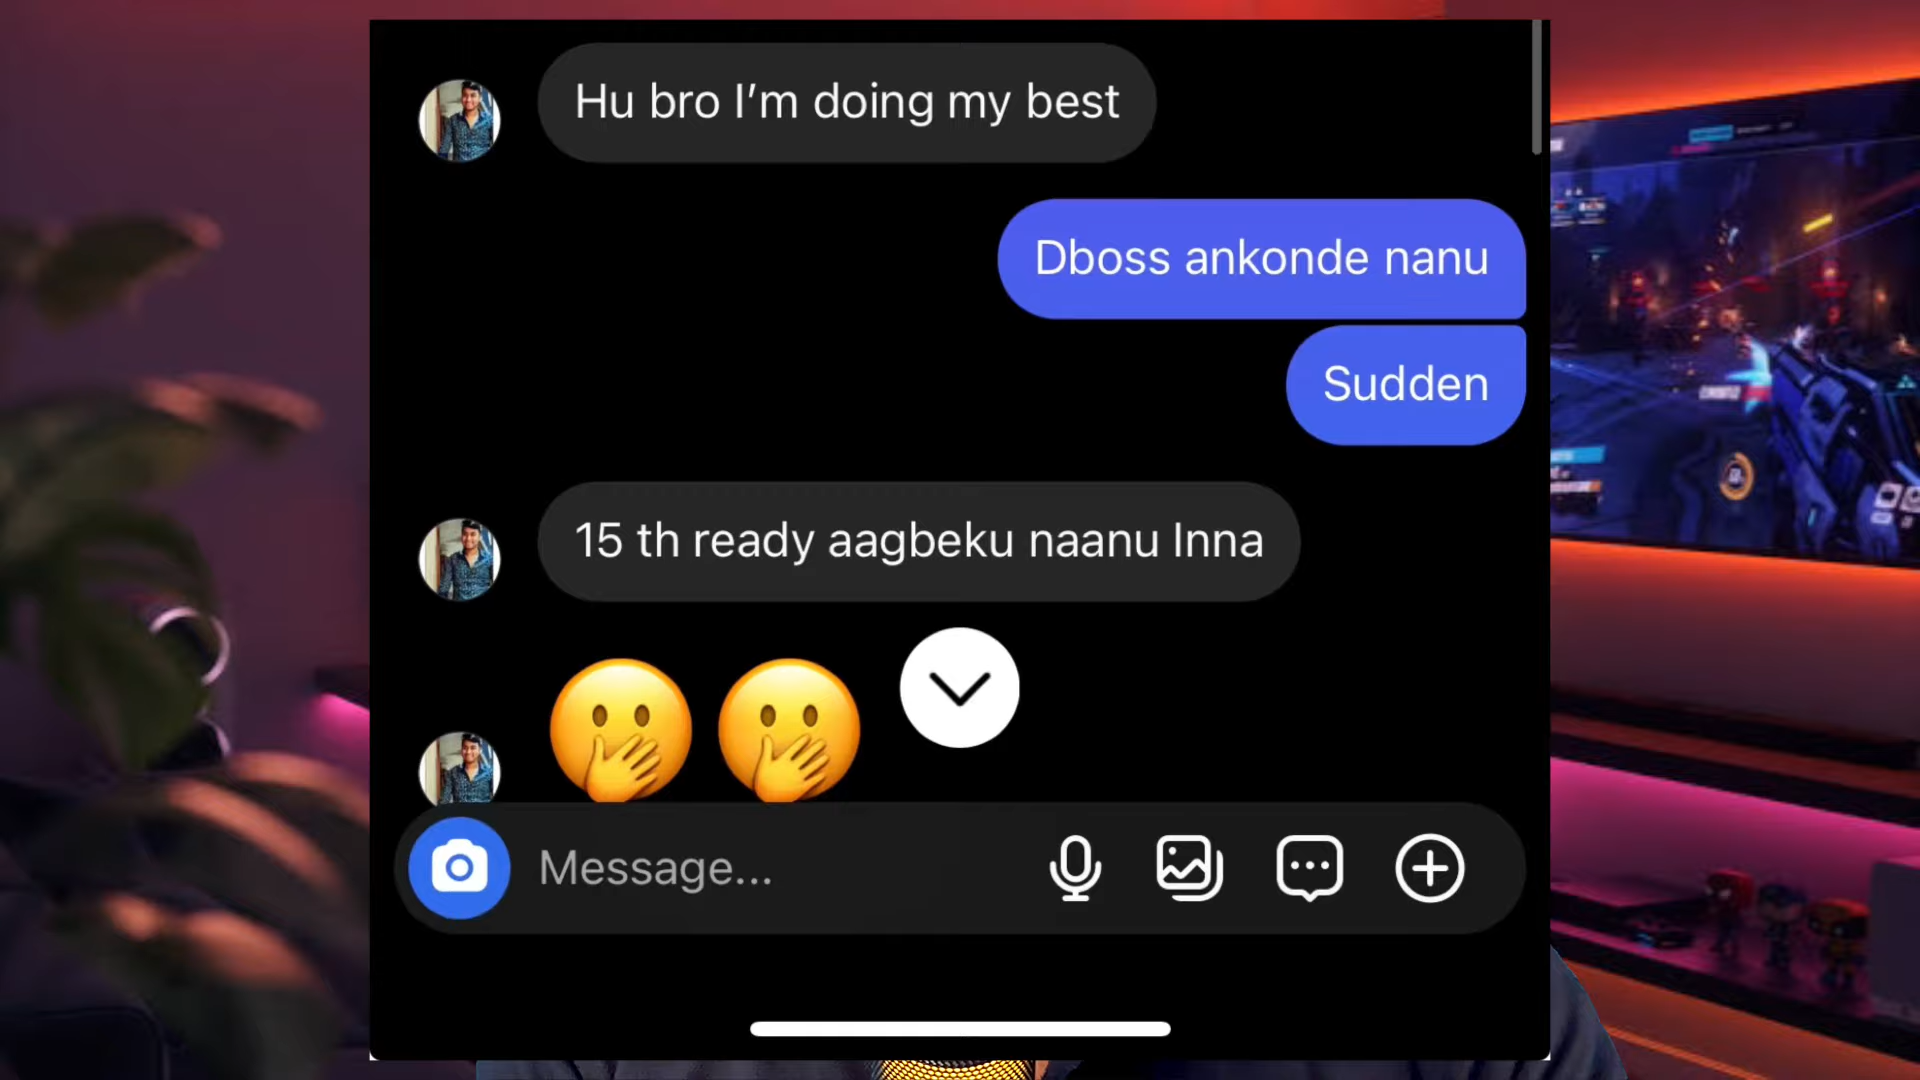 Hu bro I’m doing my best
Dboss ankonde nanu
Sudden
15 th ready aagbeku naanu Inna
🫢 🫢
Message...